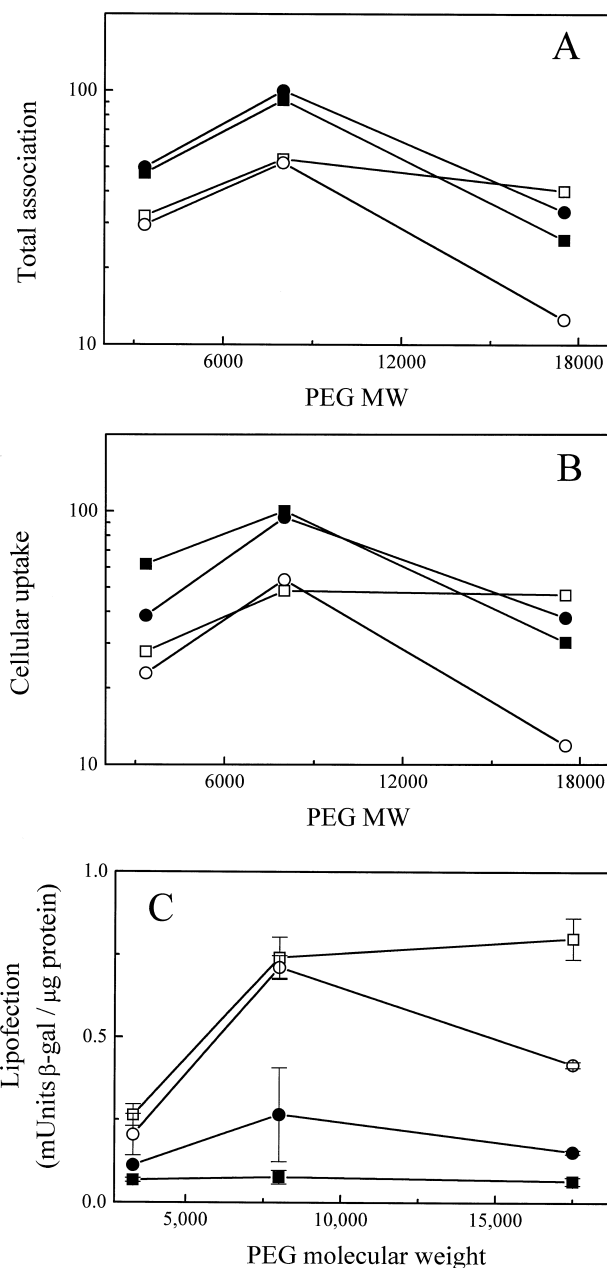 A
Total association
100
10
6000
12000
18000
PEG MW
B
Cellular uptake
100
10
6000
12000
18000
PEG MW
C
Lipofection
(mUnits β-gal / μg protein)
1.0
0.5
0.0
5,000
10,000
15,000
PEG molecular weight